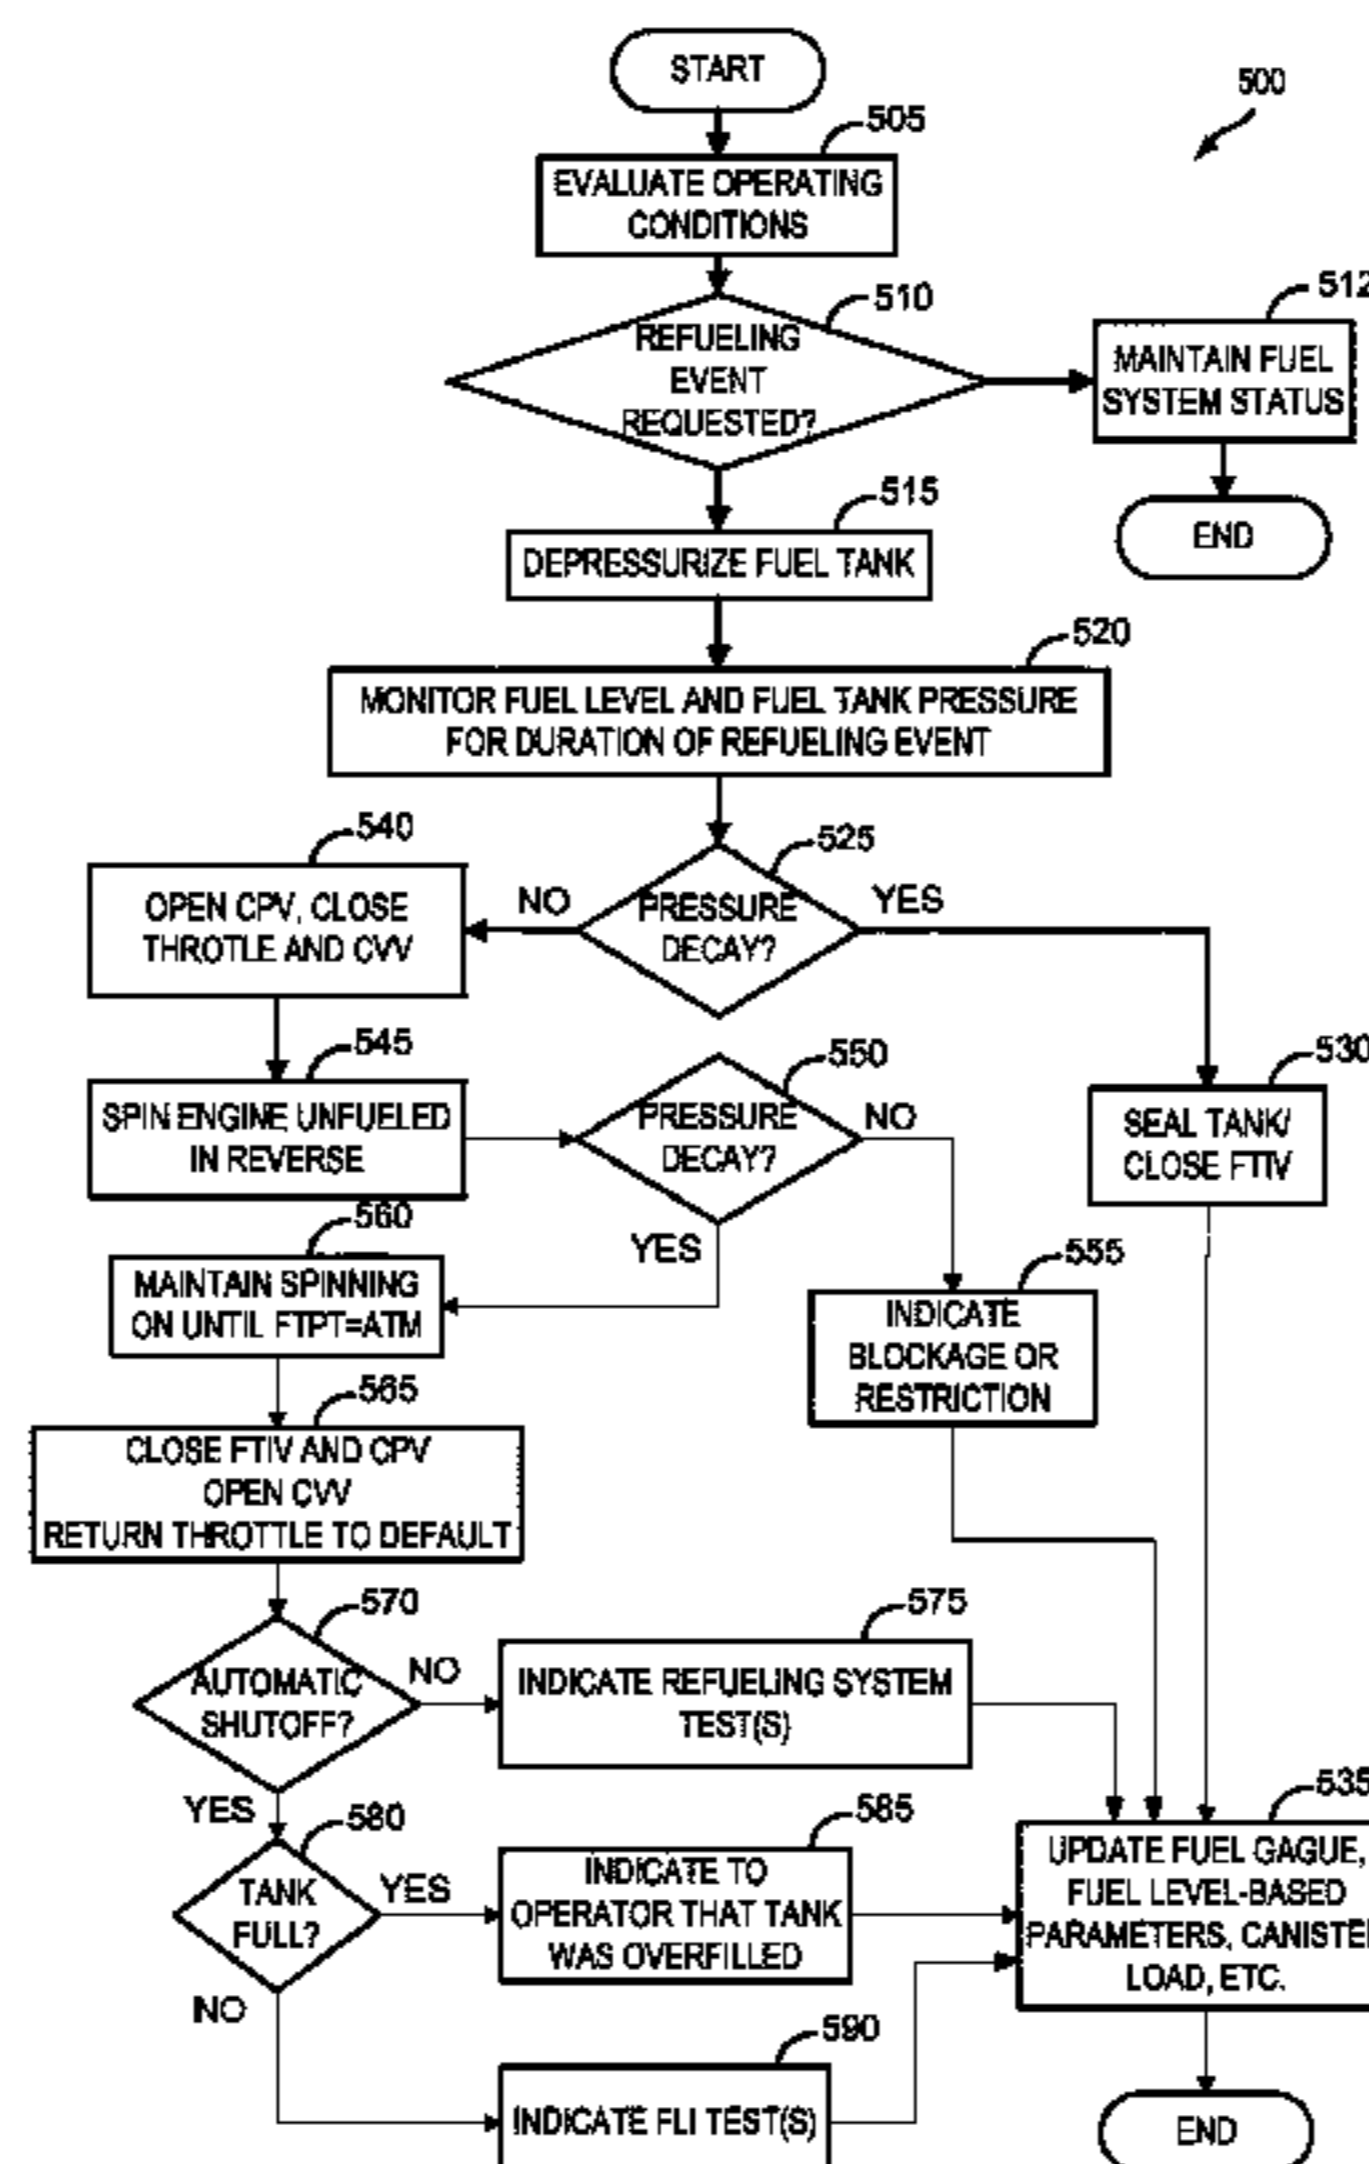 START
500
505
EVALUATE OPERATING
CONDITIONS
510
REFUELING
EVENT
REQUESTED?
512
MAINTAIN FUEL
SYSTEM STATUS
END
515
DEPRESSURIZE FUEL TANK
520
MONITOR FUEL LEVEL AND FUEL TANK PRESSURE
FOR DURATION OF REFUELING EVENT
525
PRESSURE
DECAY?
NO
YES
540
OPEN CPV, CLOSE
THROTLE AND CVV
530
SEAL TANK/
CLOSE FTIV
545
SPIN ENGINE UNFUELED
IN REVERSE
550
PRESSURE
DECAY?
NO
YES
555
INDICATE
BLOCKAGE OR
RESTRICTION
560
MAINTAIN SPINNING
ON UNTIL FTPT=ATM
565
CLOSE FTIV AND CPV
OPEN CVV
RETURN THROTTLE TO DEFAULT
570
AUTOMATIC
SHUTOFF?
NO
YES
575
INDICATE REFUELING SYSTEM
TEST(S)
580
TANK
FULL?
YES
NO
585
INDICATE TO
OPERATOR THAT TANK
WAS OVERFILLED
535
UPDATE FUEL GAGUE,
FUEL LEVEL-BASED
PARAMETERS, CANISTE
LOAD, ETC.
590
INDICATE FLI TEST(S)
END